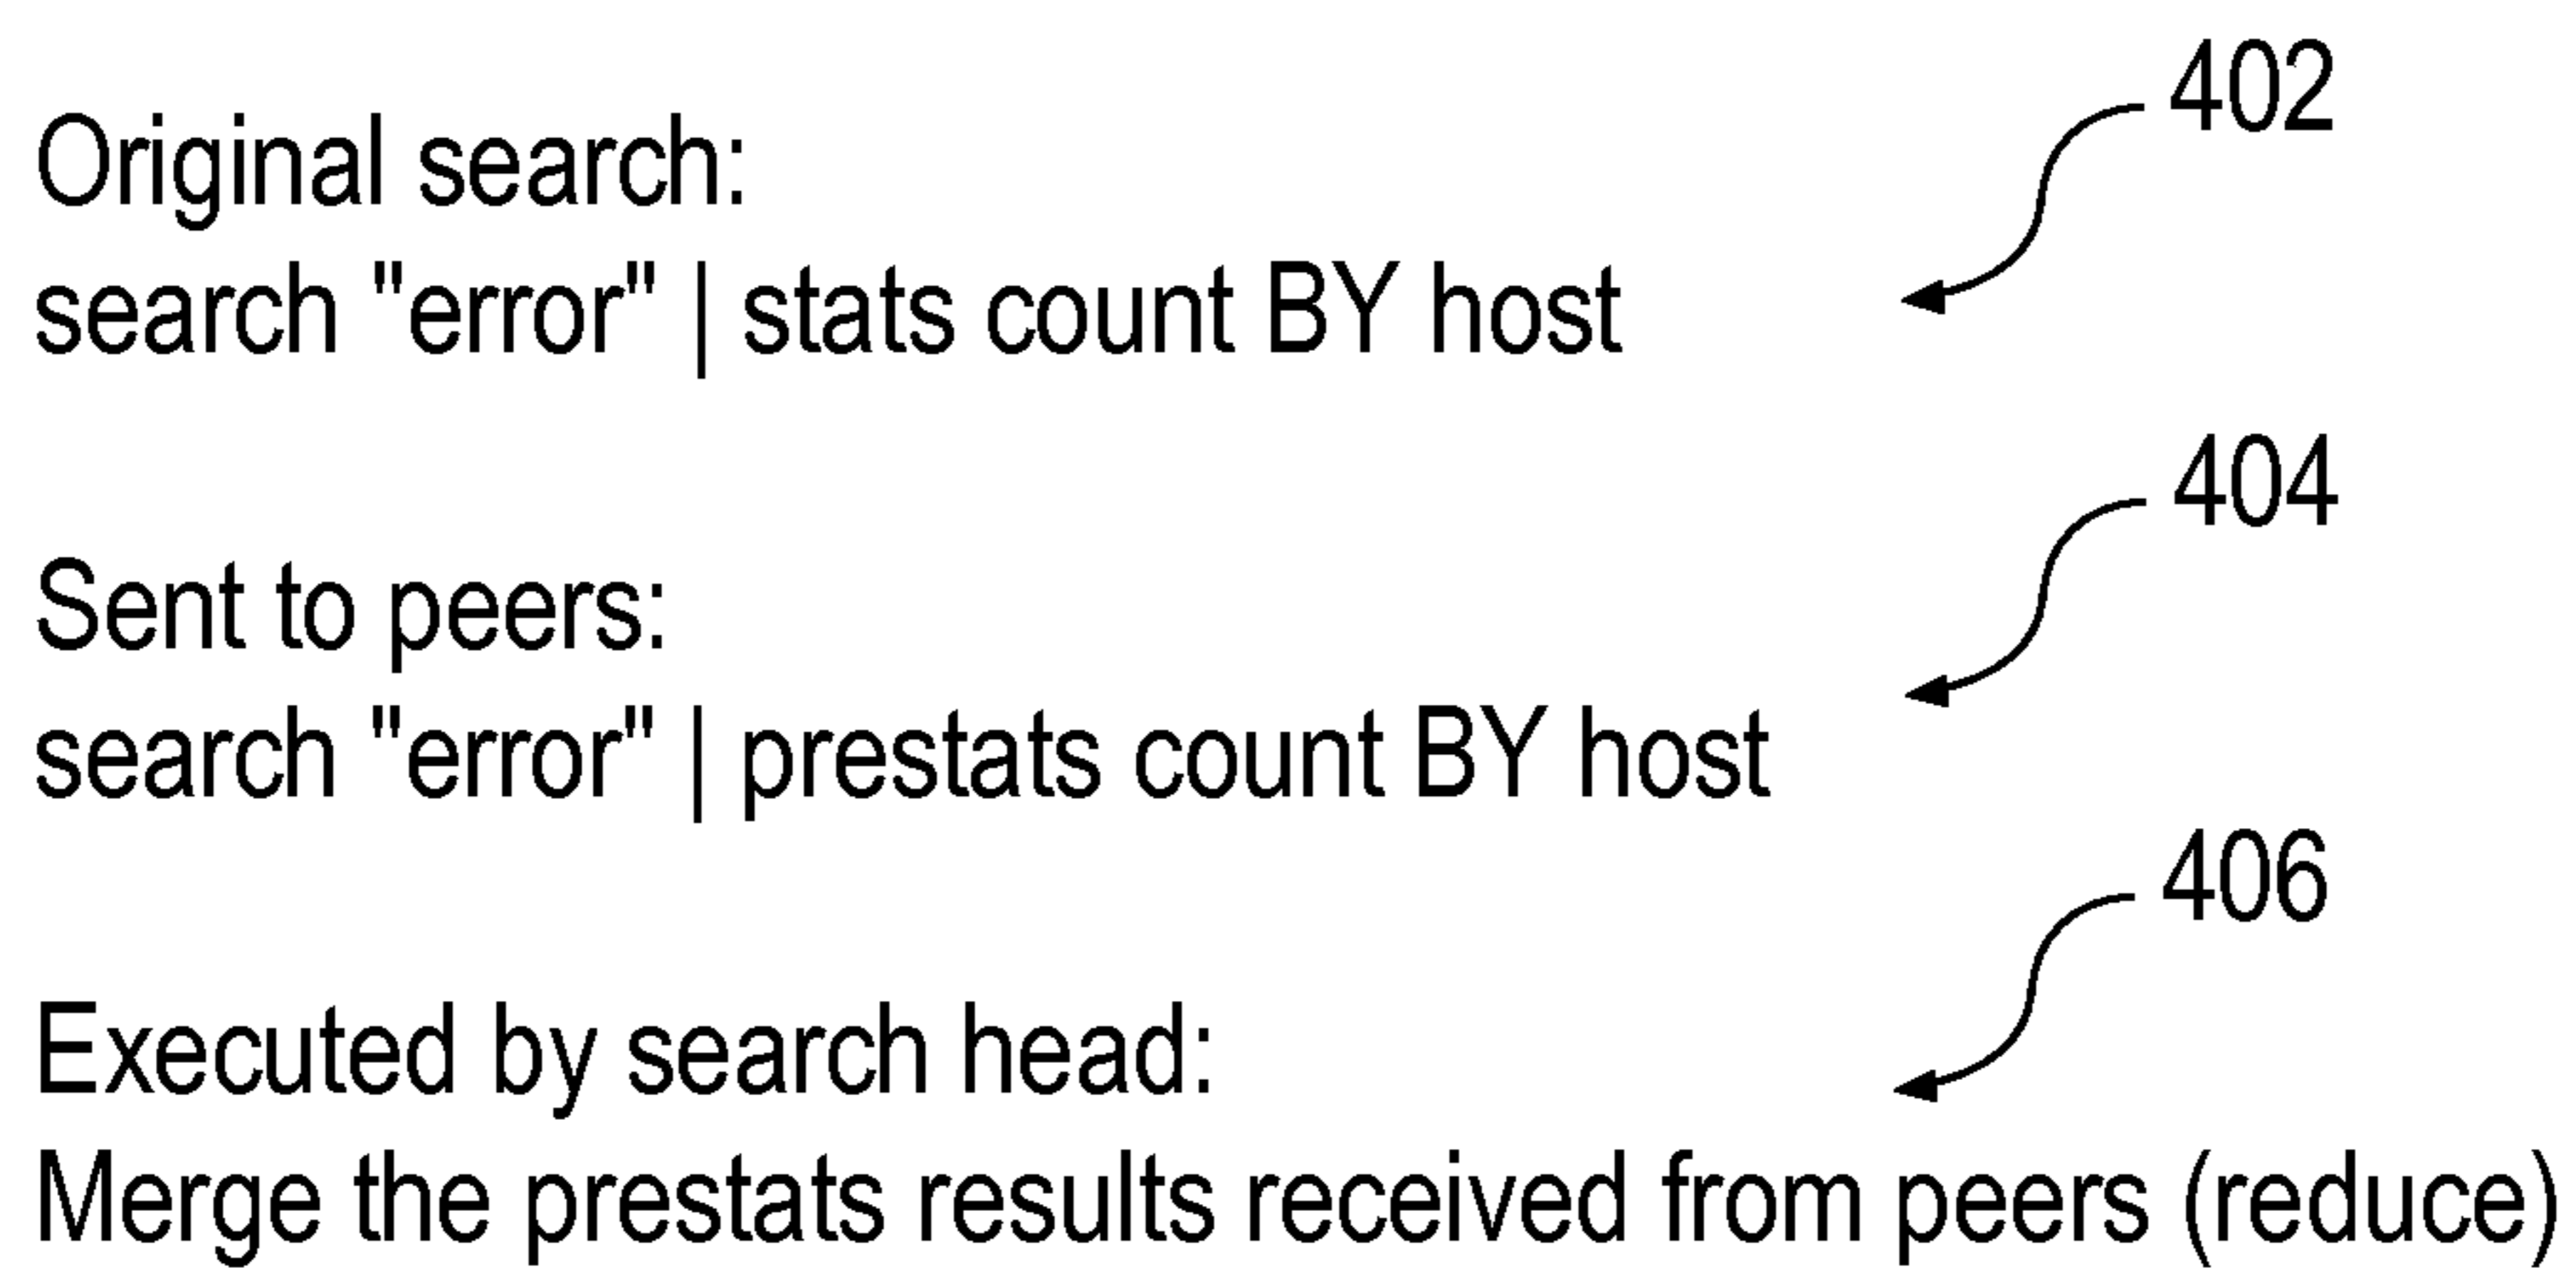 402
Original search:
search "error" | stats count BY host
404
Sent to peers:
search "error" | prestats count BY host
406
Executed by search head:
Merge the prestats results received from peers (reduce)